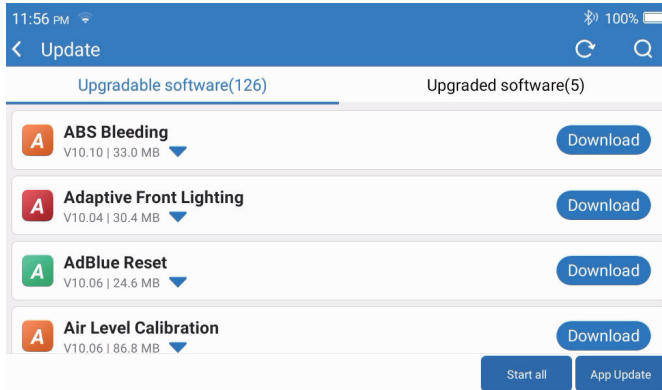 11:56 PM 100%
Update
Upgradable software(126) Upgraded software(5)
A ABS Bleeding
V10.10 | 33.0 MB
Download
A Adaptive Front Lighting
V10.04 | 30.4 MB
Download
A AdBlue Reset
V10.06 | 24.6 MB
Download
A Air Level Calibration
V10.06 | 86.8 MB
Download
Start all App Update